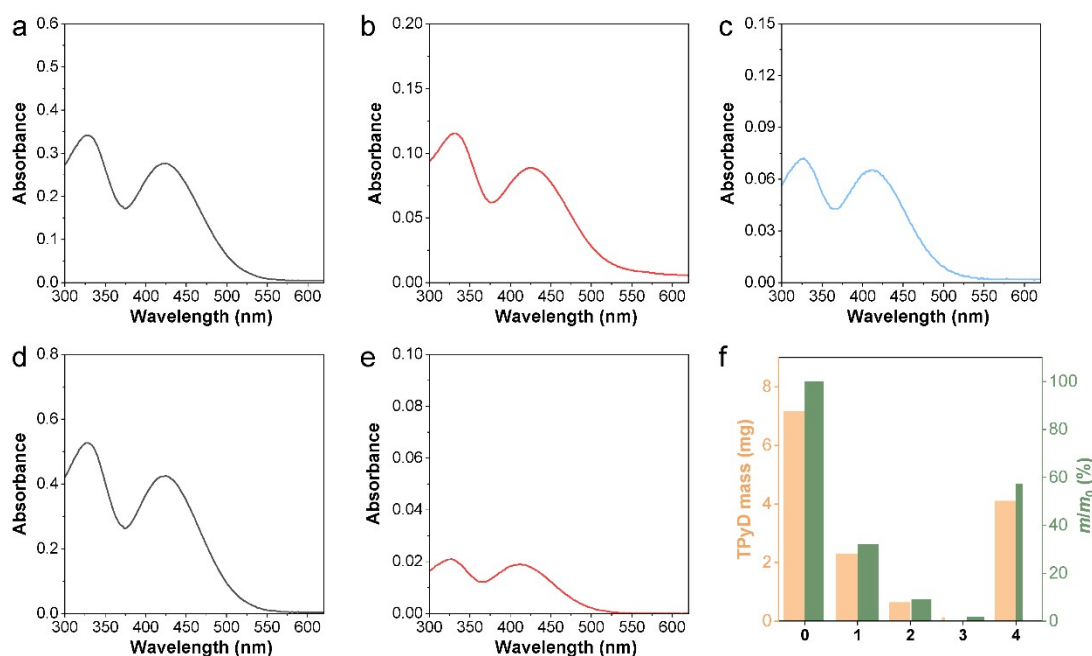 a
0.6
0.5
0.4
0.3
0.2
0.1
0.0
Absorbance
300 350 400 450 500 550 600
Wavelength (nm)
b
0.20
0.15
0.10
0.05
0.00
Absorbance
300 350 400 450 500 550 600
Wavelength (nm)
c
0.15
0.12
0.09
0.06
0.03
0.00
Absorbance
300 350 400 450 500 550 600
Wavelength (nm)
d
0.8
0.6
0.4
0.2
0.0
Absorbance
300 350 400 450 500 550 600
Wavelength (nm)
e
0.10
0.08
0.06
0.04
0.02
0.00
Absorbance
300 350 400 450 500 550 600
Wavelength (nm)
f
8
6
4
2
0
TPyD mass (mg)
0 1 2 3 4
100
80
60
40
20
0
m/m0 (%)